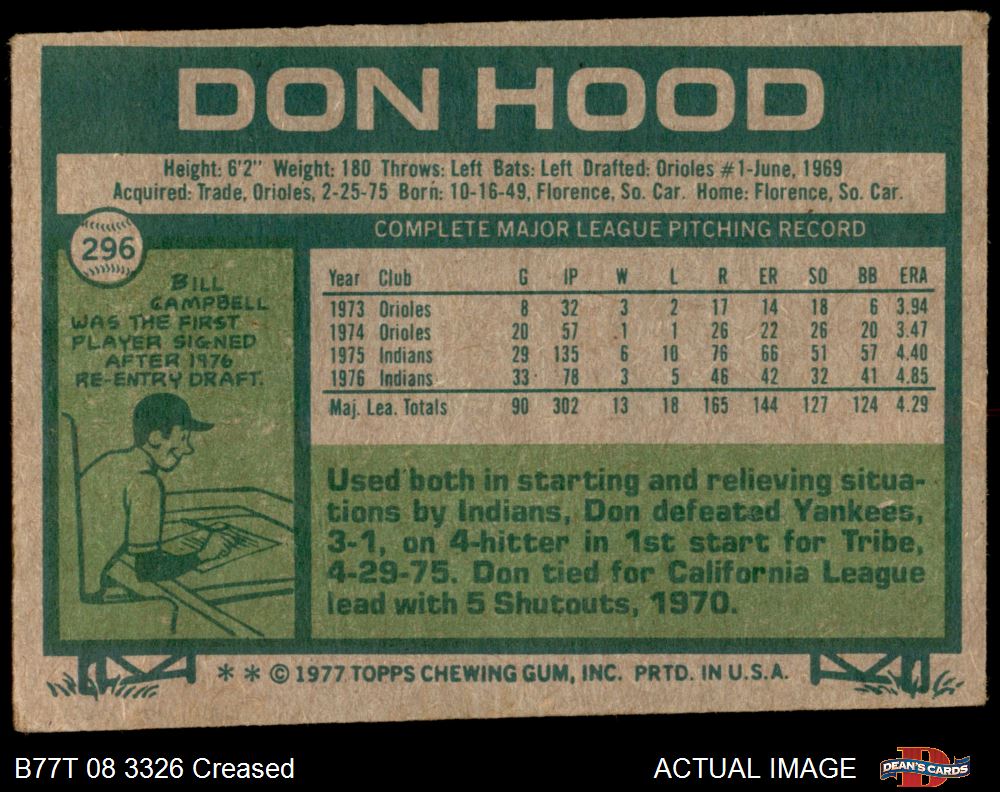 DON HOOD
Height: 6'2" Weight: 180 Throws: Left Bats: Left Drafted: Orioles #1-June, 1969
Acquired: Trade, Orioles, 2-25-75 Born: 10-16-49, Florence, So. Car. Home: Florence, So. Car.
296
BILL
CAMPBELL
WAS THE FIRST
PLAYER SIGNED
AFTER 1976
RE-ENTRY DRAFT.
COMPLETE MAJOR LEAGUE PITCHING RECORD
Year Club G IP W L R ER SO BB ERA
1973 Orioles 8 32 3 2 17 14 18 6 3.94
1974 Orioles 20 57 1 1 26 22 26 20 3.47
1975 Indians 29 135 6 10 76 66 51 57 4.40
1976 Indians 33 78 3 5 46 42 32 41 4.85
Maj. Lea. Totals 90 302 13 18 165 144 127 124 4.29
Used both in starting and relieving situa-
tions by Indians, Don defeated Yankees,
3-1, on 4-hitter in 1st start for Tribe,
4-29-75. Don tied for California League
lead with 5 Shutouts, 1970.
* * © 1977 TOPPS CHEWING GUM, INC. PRTD. IN U.S.A.
B77T 08 3326 Creased
ACTUAL IMAGE
DEAN'S CARDS